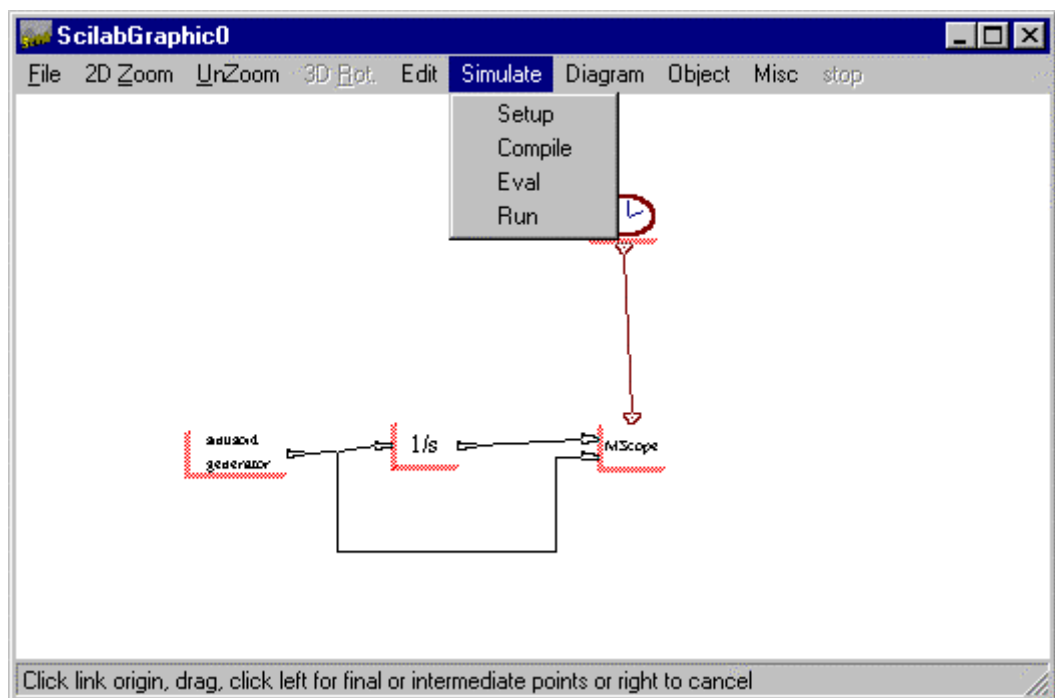 ScilabGraphic0
File 2D Zoom UnZoom 3D Rot. Edit Simulate Diagram Object Misc stop
Setup
Compile
Eval
Run
sinusoid
generator
1/s
MScope
Click link origin, drag, click left for final or intermediate points or right to cancel